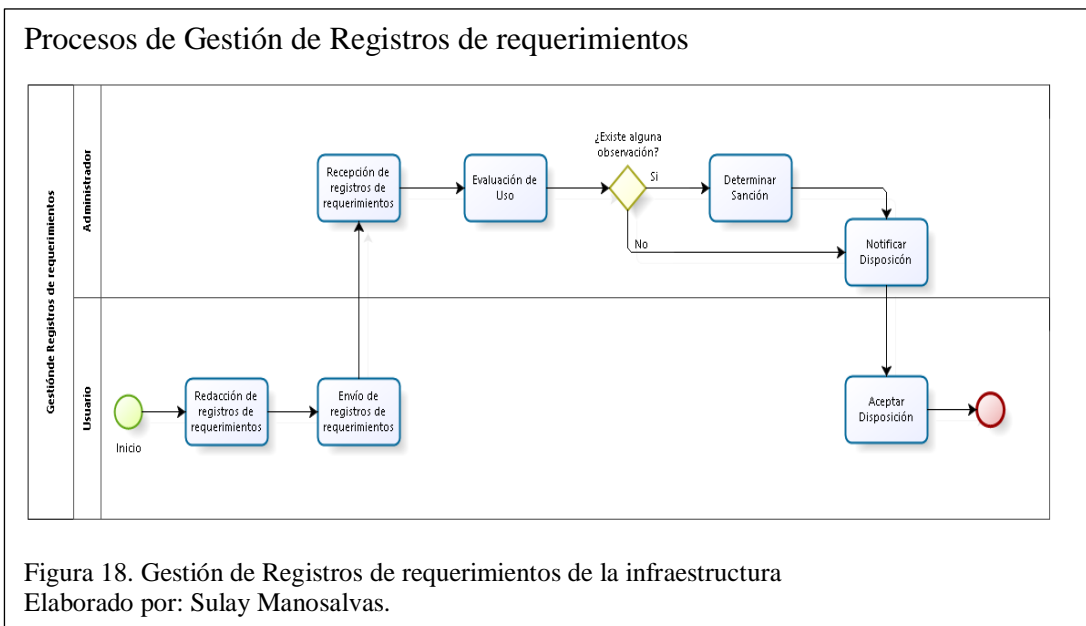 Procesos de Gestión de Registros de requerimientos
Gestiónde Registros de requerimientos
Administrador
Recepción de
registros de
requerimientos
Evaluación de
Uso
¿Existe alguna
observación?
Si
No
Determinar
Sanción
Notificar
Disposicón
Usuario
Inicio
Redacción de
registros de
requerimientos
Envío de
registros de
requerimientos
Aceptar
Disposición
Figura 18. Gestión de Registros de requerimientos de la infraestructura
Elaborado por: Sulay Manosalvas.